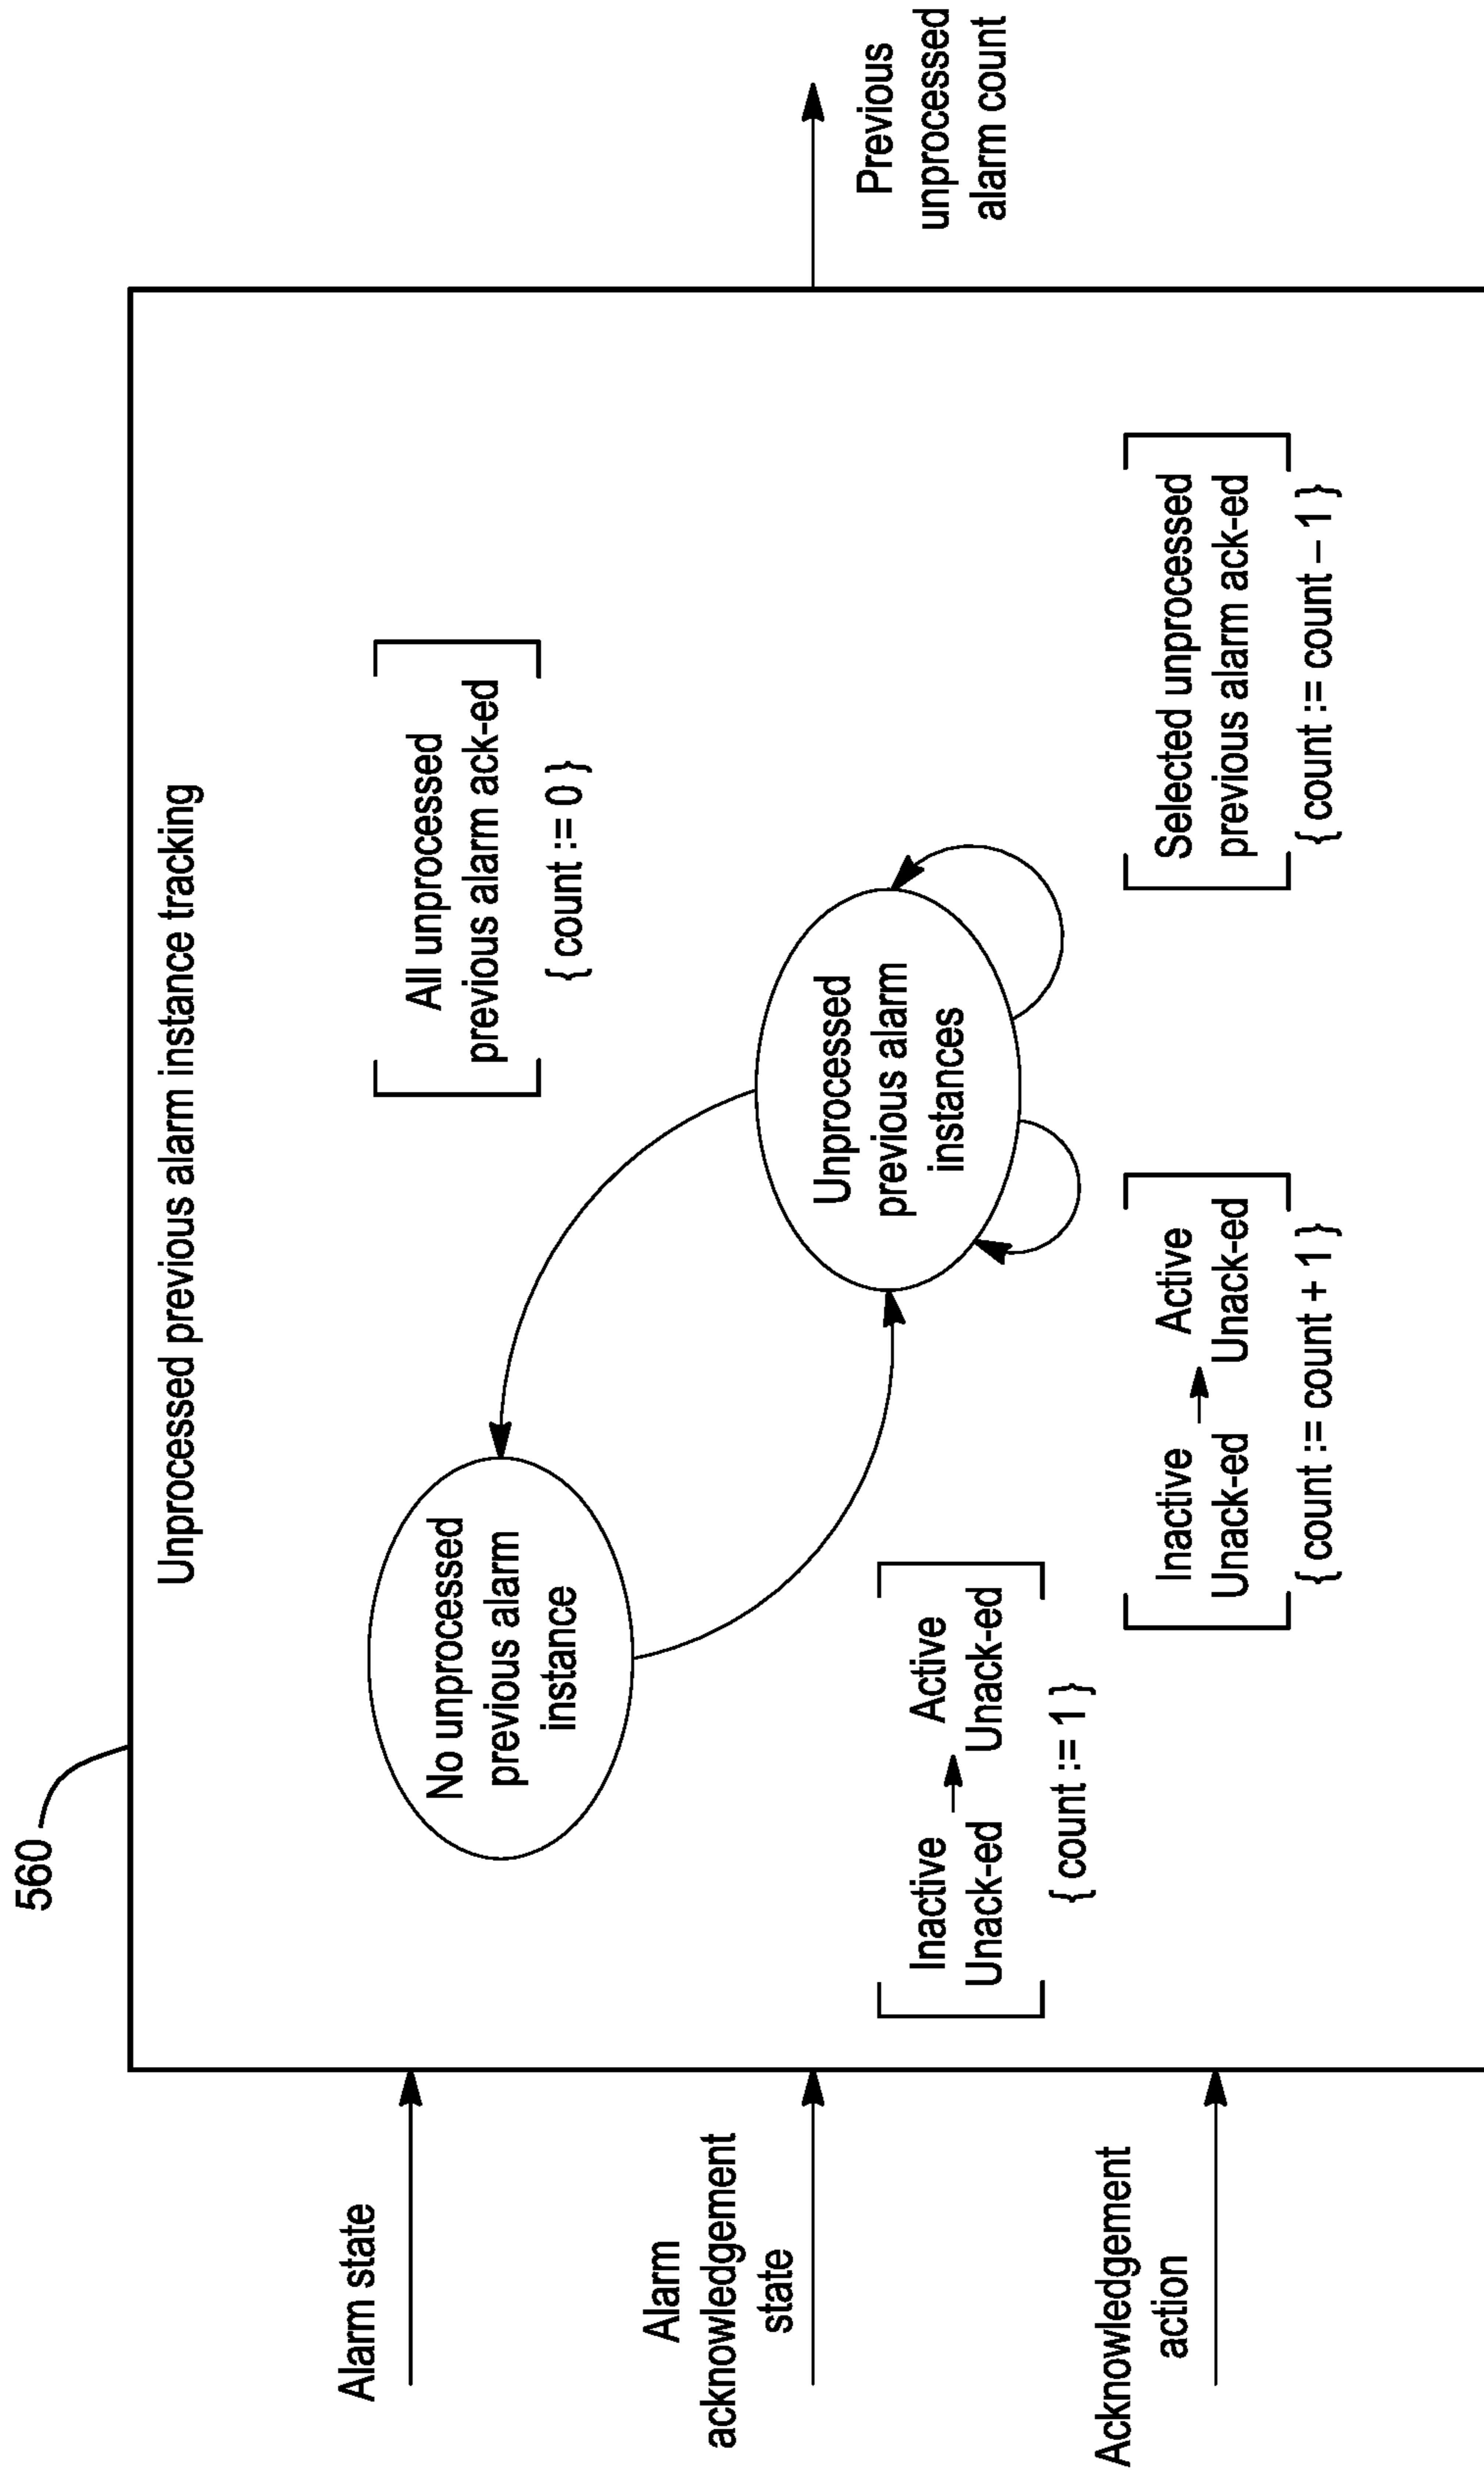 560
Unprocessed previous alarm instance tracking
Alarm state
Alarm
acknowledgement
state
Acknowledgement
action
No unprocessed
previous alarm
instance
All unprocessed
previous alarm ack-ed
{ count := 0 }
Unprocessed
previous alarm
instances
Inactive Active
Unack-ed Unack-ed
{ count := 1 }
Inactive Active
Unack-ed Unack-ed
{ count := count + 1 }
Selected unprocessed
previous alarm ack-ed
{ count := count – 1 }
Previous
unprocessed
alarm count